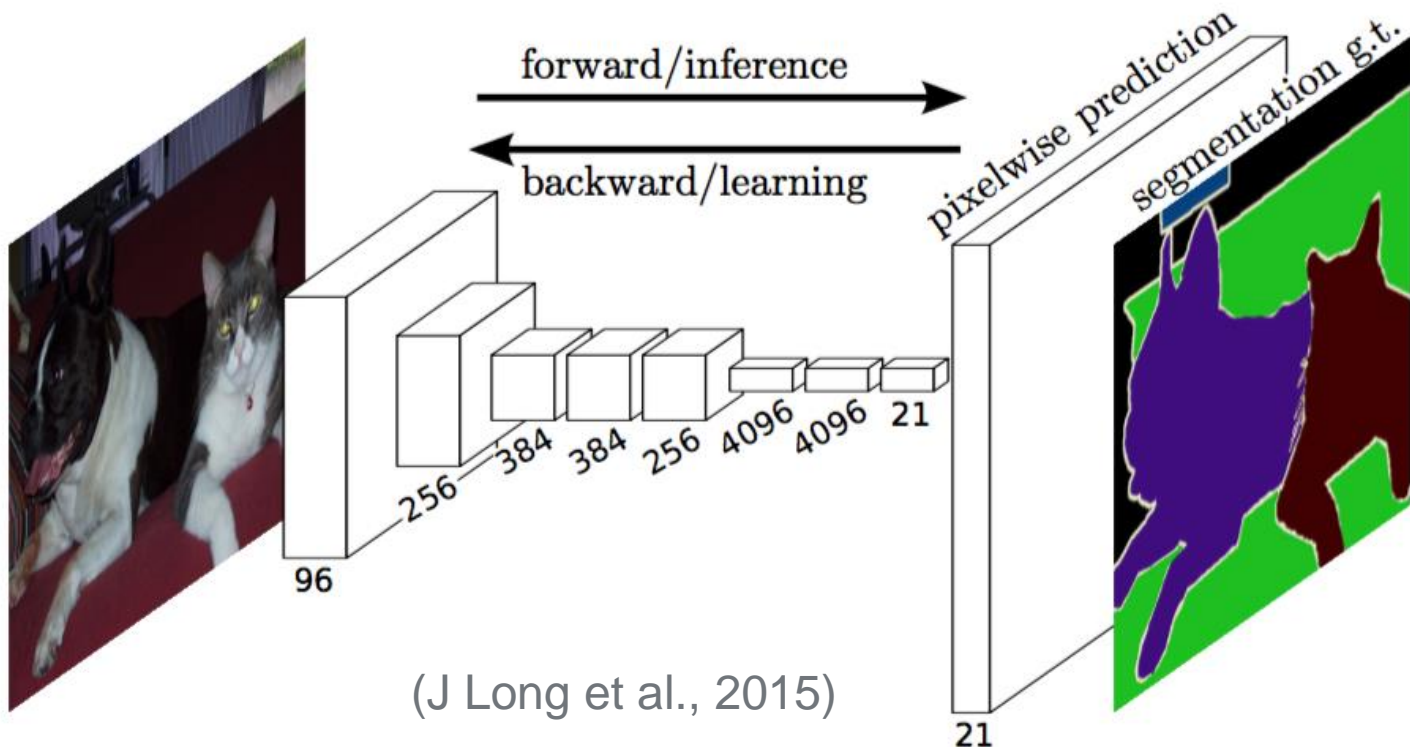 forward/inference
backward/learning
pixelwise prediction
segmentation g.t.
96
256
384
384
256
4096
4096
21
21
(J Long et al., 2015)